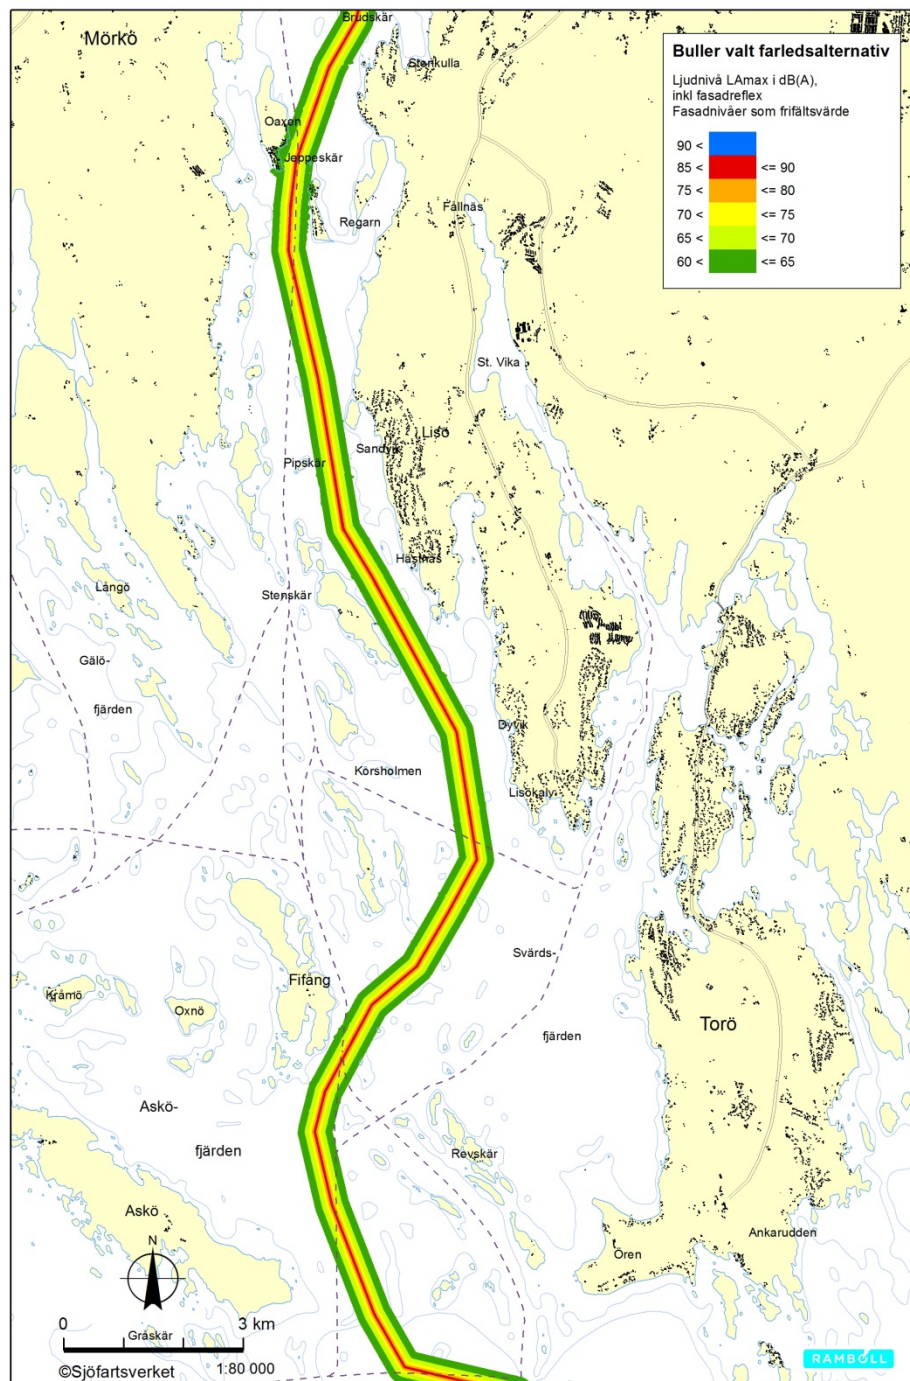 Brudskär
Mörkö
Stenkulla
Buller valt farledsalternativ
Ljudnivå LAmax i dB(A),
inkl fasadreflex
Fasadnivåer som frifältsvärde
90 <
85 < <= 90
75 < <= 80
70 < <= 75
65 < <= 70
60 < <= 65
Oaxen
Jeppeskär
Regarn
Fållnäs
St. Vika
Lisö
Sandvik
Pipskär
Hästnäs
Långö
Stenskär
Gälö-
fjärden
Dyvik
Körsholmen
Lisökalv
Svärds-
fjärden
Fifång
Kråmö
Oxnö
Torö
Askö-
fjärden
Revskär
Askö
Ankarudden
Ören
N
0 3 km
Gråskär
1:80 000
©Sjöfartsverket
RAMBOLL